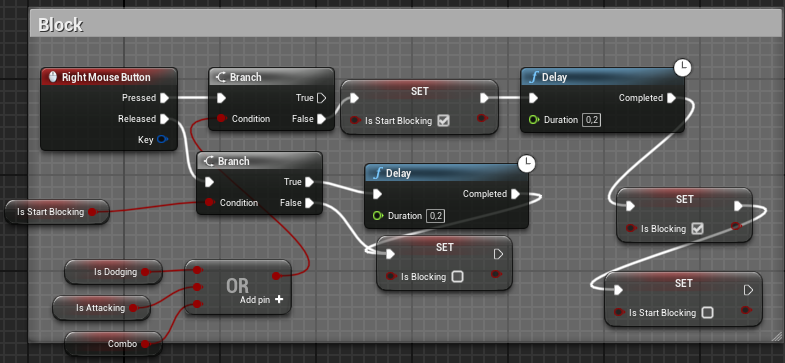 Block
Right Mouse Button
Pressed
Released
Key
Branch
True
Condition
False
SET
Is Start Blocking
Delay
Completed
Duration 0,2
Branch
True
Condition
False
Is Start Blocking
Delay
Completed
Duration 0,2
SET
Is Blocking
SET
Is Blocking
Is Dodging
Is Attacking
Combo
OR
Add pin +
SET
Is Start Blocking